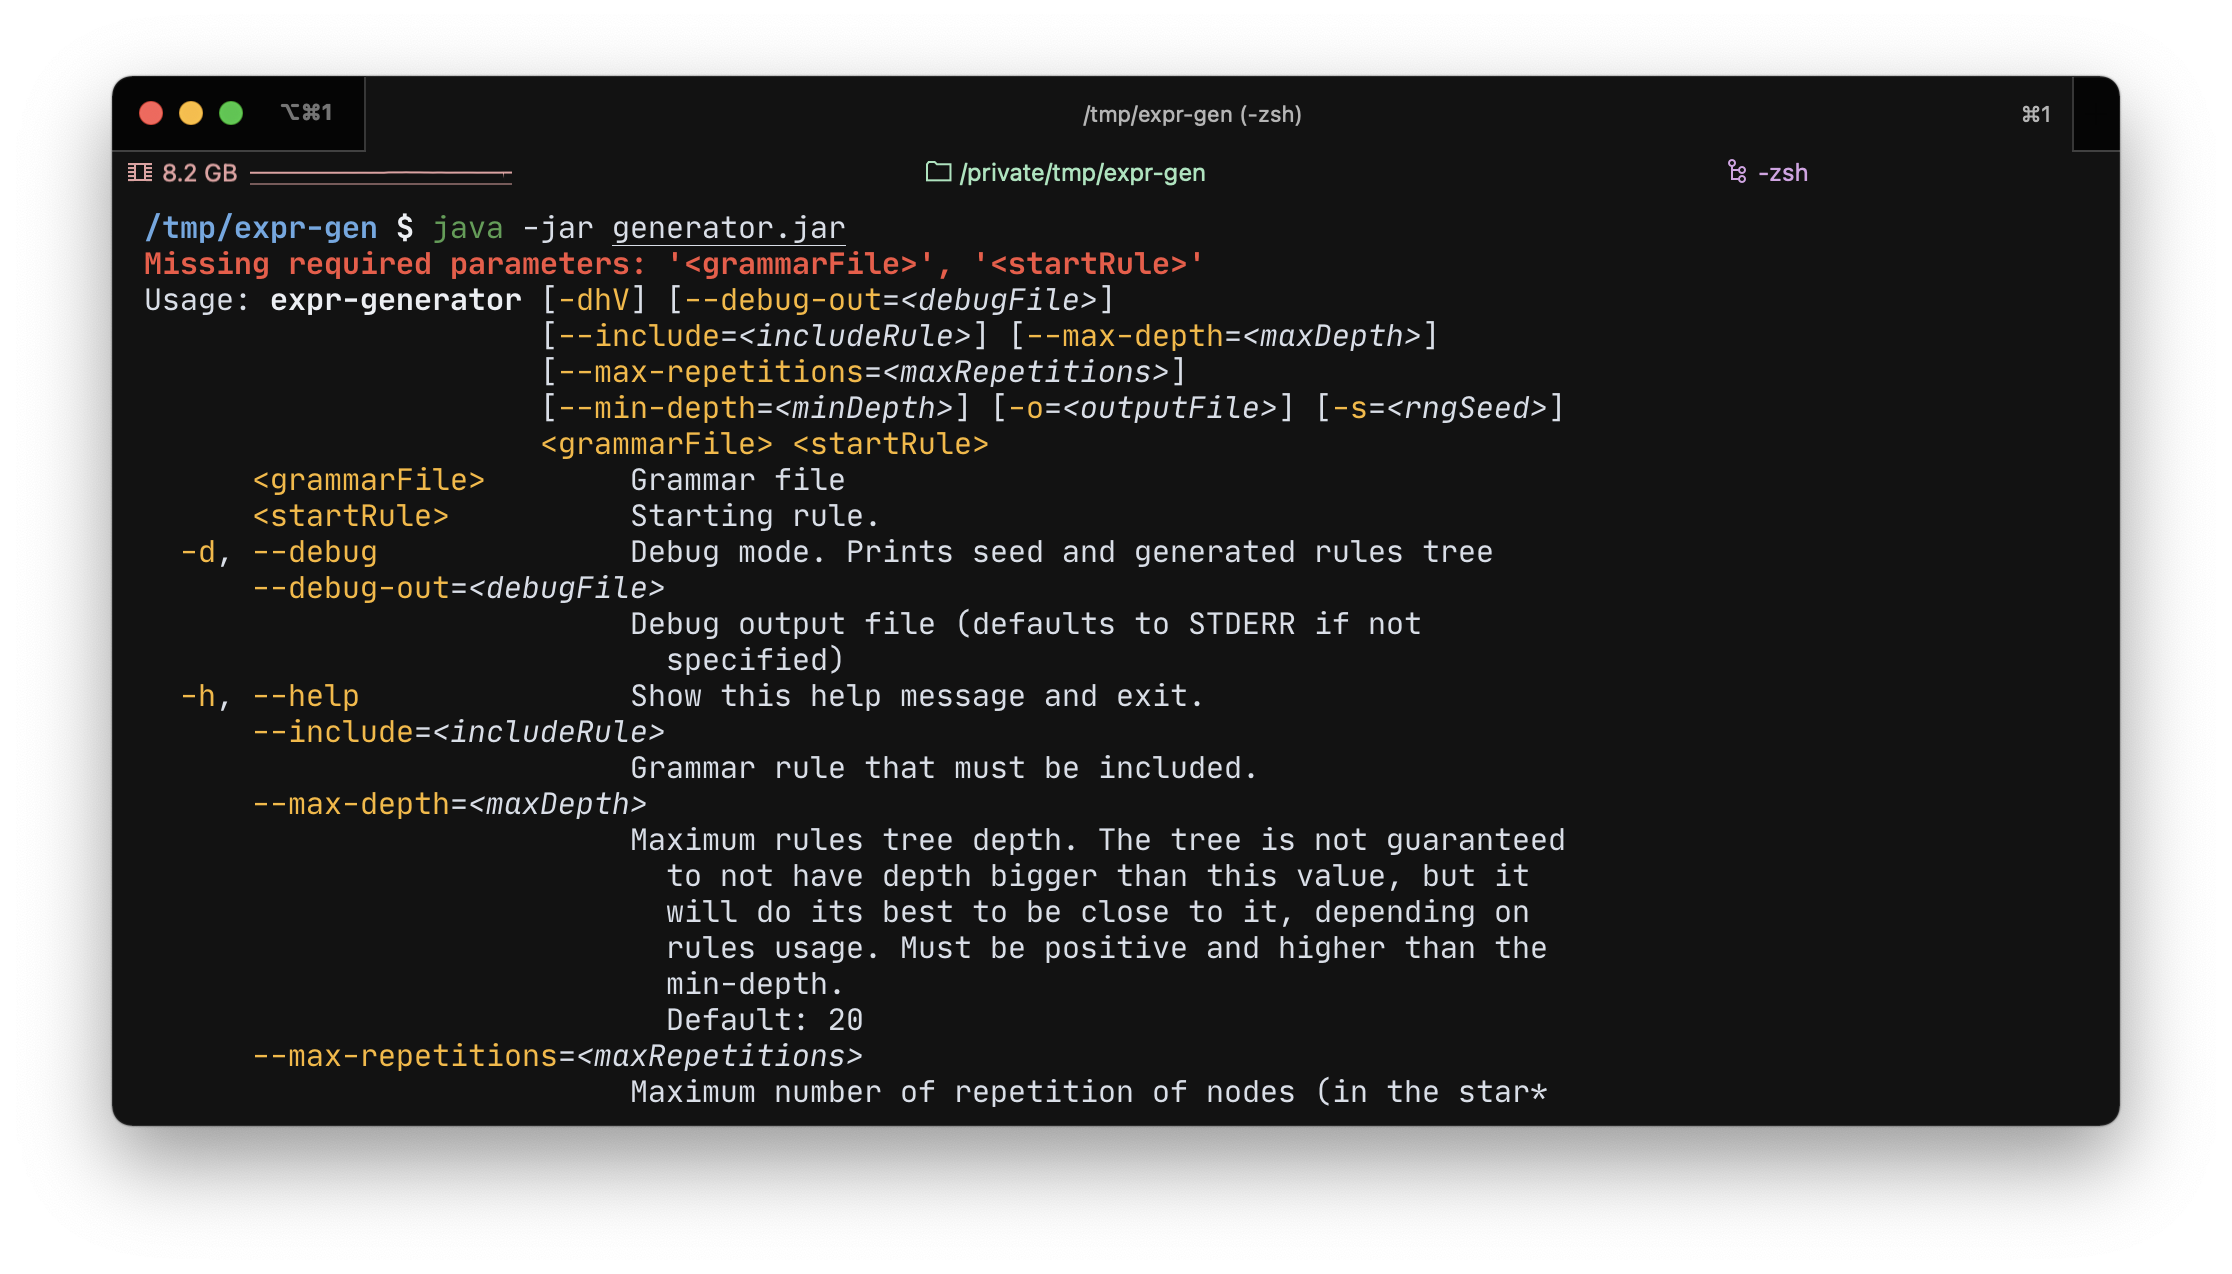 ⌥⌘1 /tmp/expr-gen (-zsh) ⌘1
8.2 GB /private/tmp/expr-gen -zsh
/tmp/expr-gen $ java -jar generator.jar
Missing required parameters: '<grammarFile>', '<startRule>'
Usage: expr-generator [-dhV] [--debug-out=<debugFile>]
[--include=<includeRule>] [--max-depth=<maxDepth>]
[--max-repetitions=<maxRepetitions>]
[--min-depth=<minDepth>] [-o=<outputFile>] [-s=<rngSeed>]
<grammarFile> <startRule>
<grammarFile> Grammar file
<startRule> Starting rule.
-d, --debug Debug mode. Prints seed and generated rules tree
--debug-out=<debugFile>
Debug output file (defaults to STDERR if not
specified)
-h, --help Show this help message and exit.
--include=<includeRule>
Grammar rule that must be included.
--max-depth=<maxDepth>
Maximum rules tree depth. The tree is not guaranteed
to not have depth bigger than this value, but it
will do its best to be close to it, depending on
rules usage. Must be positive and higher than the
min-depth.
Default: 20
--max-repetitions=<maxRepetitions>
Maximum number of repetition of nodes (in the star*